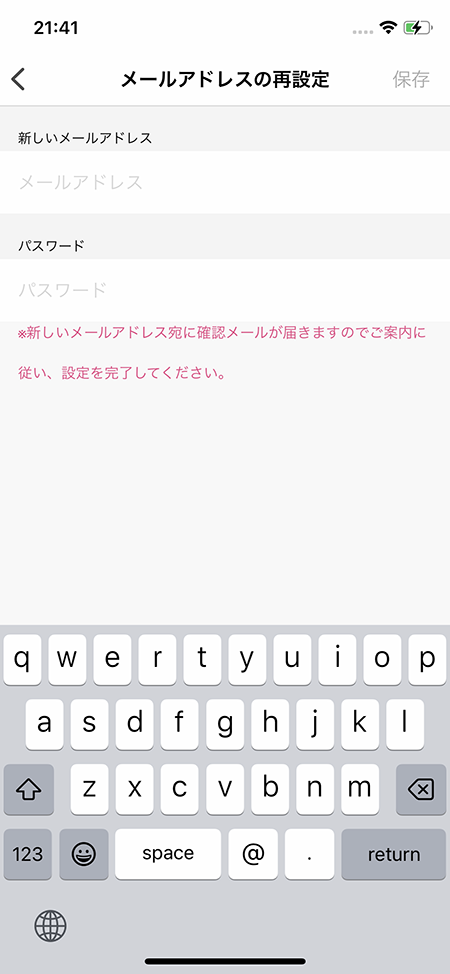 21:41
メールアドレスの再設定 保存
新しいメールアドレス
メールアドレス
パスワード
パスワード
※新しいメールアドレス宛に確認メールが届きますのでご案内に
従い、設定を完了してください。
q w e r t y u i o p
a s d f g h j k l
z x c v b n m
123 space @ . return